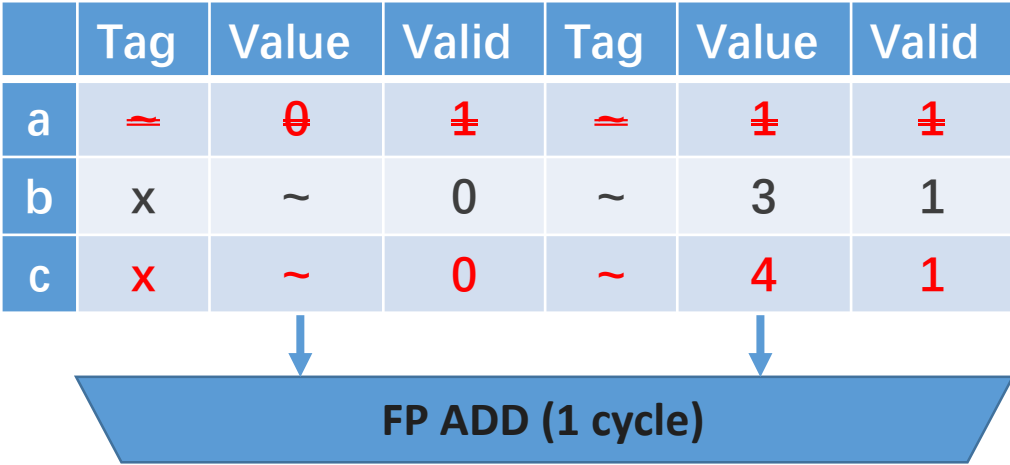 Tag Value Valid Tag Value Valid
a ~ 0 1 ~ 1 1
b x ~ 0 ~ 3 1
c x ~ 0 ~ 4 1
FP ADD (1 cycle)